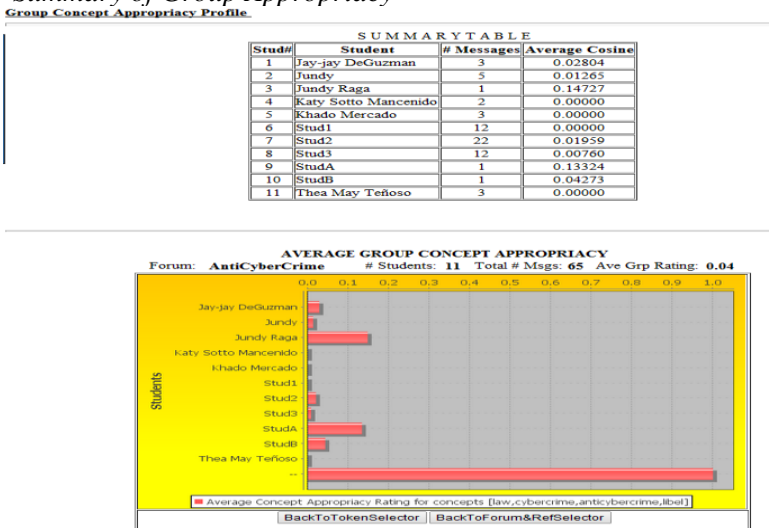 Summary of Group Appropriacy
Group Concept Appropriacy Profile
S U M M A R Y T A B L E
Stud# Student # Messages Average Cosine
1 Jay-jay DeGuzman 3 0.02804
2 Jundy 5 0.01265
3 Jundy Raga 1 0.14727
4 Katy Sotto Mancenido 2 0.00000
5 Khado Mercado 3 0.00000
6 Stud1 12 0.00000
7 Stud2 22 0.01959
8 Stud3 12 0.00760
9 StudA 1 0.13324
10 StudB 1 0.04273
11 Thea May Teñoso 3 0.00000
AVERAGE GROUP CONCEPT APPROPRIACY
Forum: AntiCyberCrime # Students: 11 Total # Msgs: 65 Ave Grp Rating: 0.04
0.0 0.1 0.2 0.3 0.4 0.5 0.6 0.7 0.8 0.9 1.0
Jay-jay DeGuzman
Jundy
Jundy Raga
Katy Sotto Mancenido
Khado Mercado
Stud1
Stud2
Stud3
StudA
StudB
Thea May Teñoso
--
Students
Average Concept Appropriacy Rating for concepts [law,cybercrime,anticybercrime,libel]
BackToTokenSelector BackToForum&RefSelector